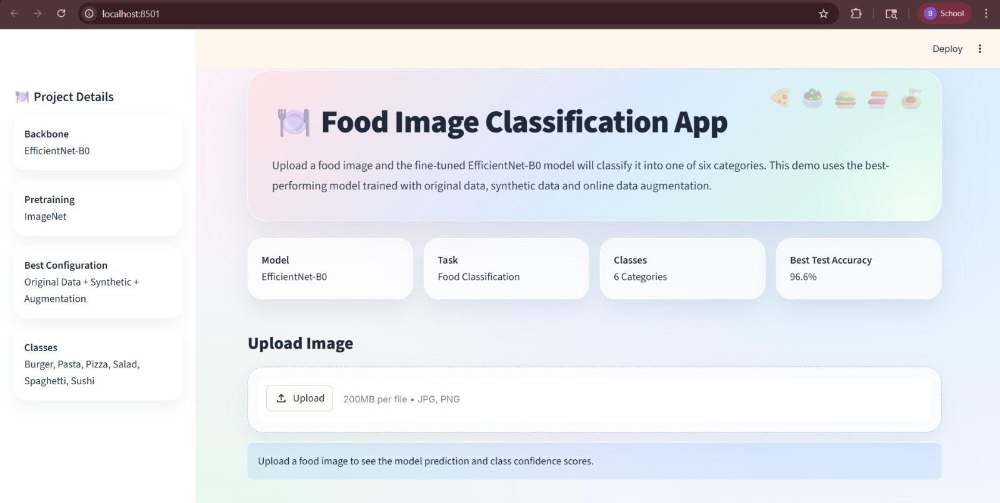 localhost:8501
B School
Deploy
Project Details
Backbone
EfficientNet-B0
Pretraining
ImageNet
Best Configuration
Original Data + Synthetic +
Augmentation
Classes
Burger, Pasta, Pizza, Salad,
Spaghetti, Sushi
Food Image Classification App
Upload a food image and the fine-tuned EfficientNet-B0 model will classify it into one of six categories. This demo uses the best-
performing model trained with original data, synthetic data and online data augmentation.
Model
EfficientNet-B0
Task
Food Classification
Classes
6 Categories
Best Test Accuracy
96.6%
Upload Image
Upload
200MB per file • JPG, PNG
Upload a food image to see the model prediction and class confidence scores.